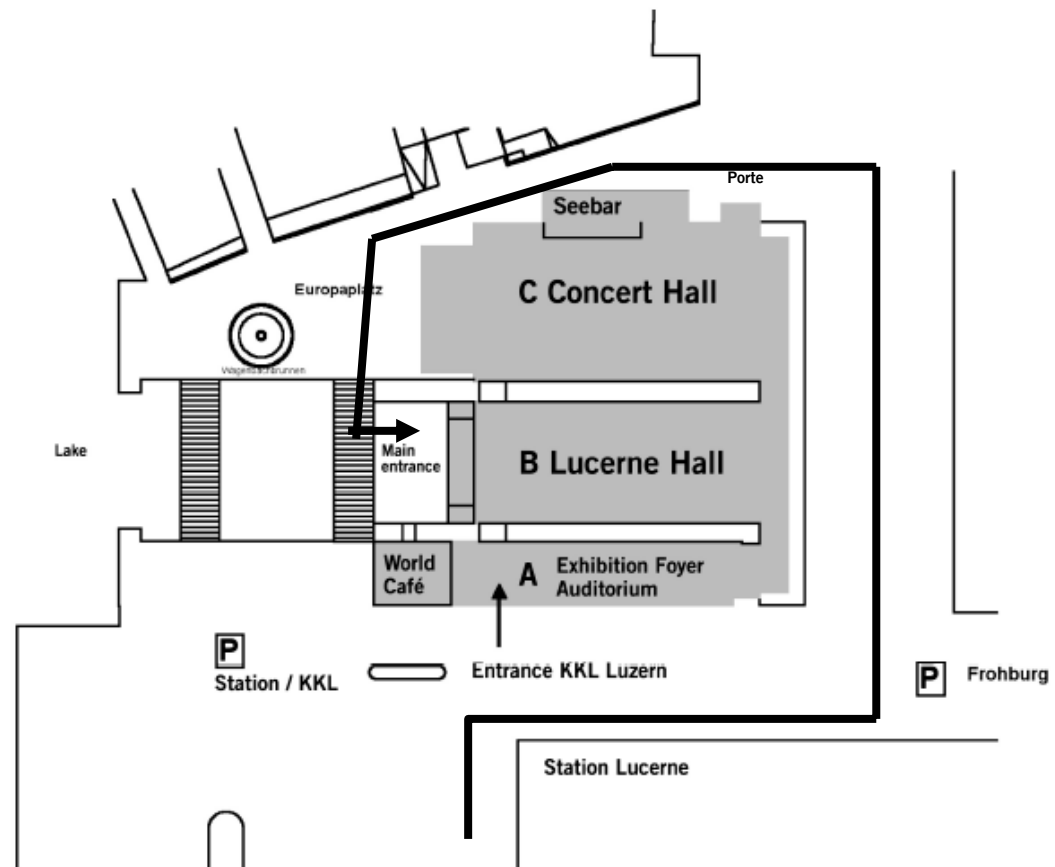 Porte
Seebar
C Concert Hall
Europaplatz
Wagenbachbrunnen
Lake
Main
entrance
B Lucerne Hall
World
Café
A
Exhibition Foyer
Auditorium
P
Station / KKL
Entrance KKL Luzern
P
Frohburg
Station Lucerne